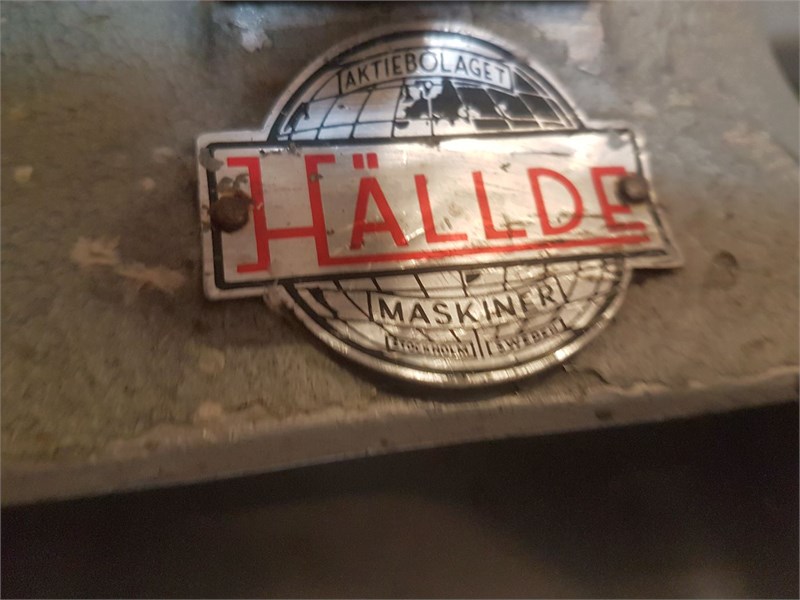 AKTIEBOLAGET
HÄLLDE
MASKINER
STOCKHOLM SWEDEN